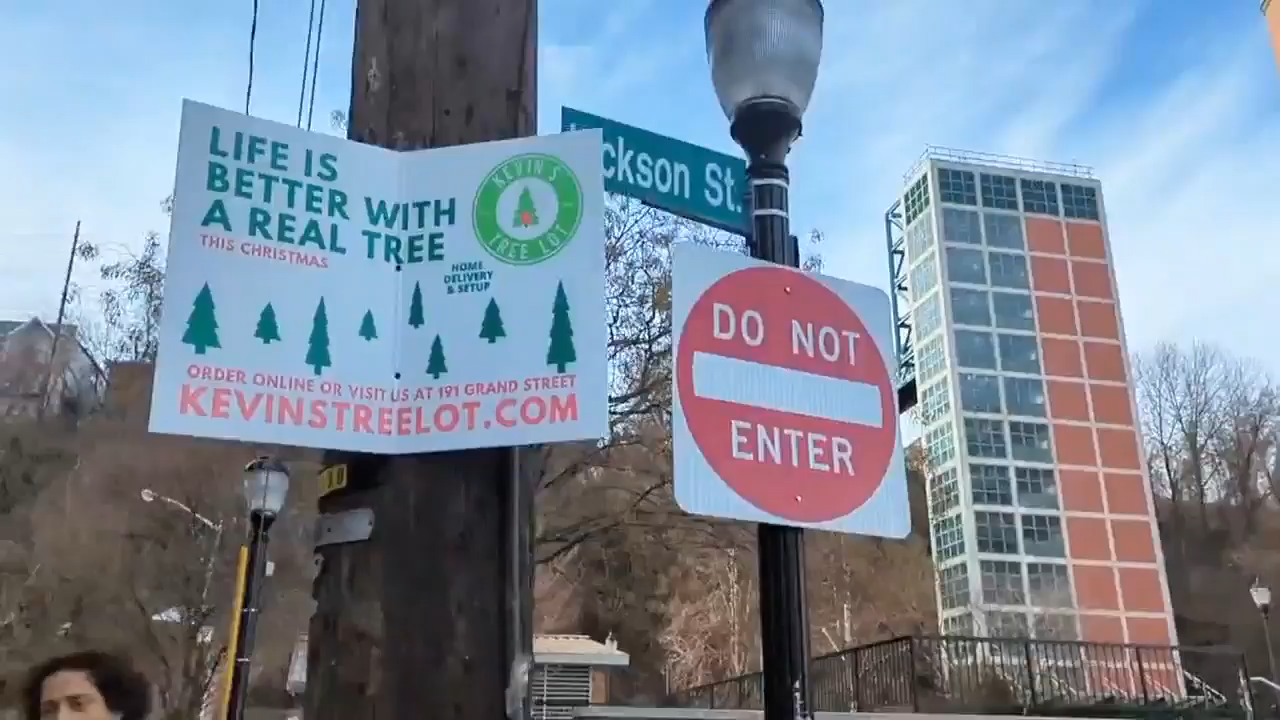 LIFE IS
BETTER WITH
A REAL TREE
THIS CHRISTMAS
KEVIN'S
TREE LOT
HOME
DELIVERY
& SETUP
ORDER ONLINE OR VISIT US AT 191 GRAND STREET
KEVINSTREELOT.COM
ckson St.
DO NOT
ENTER